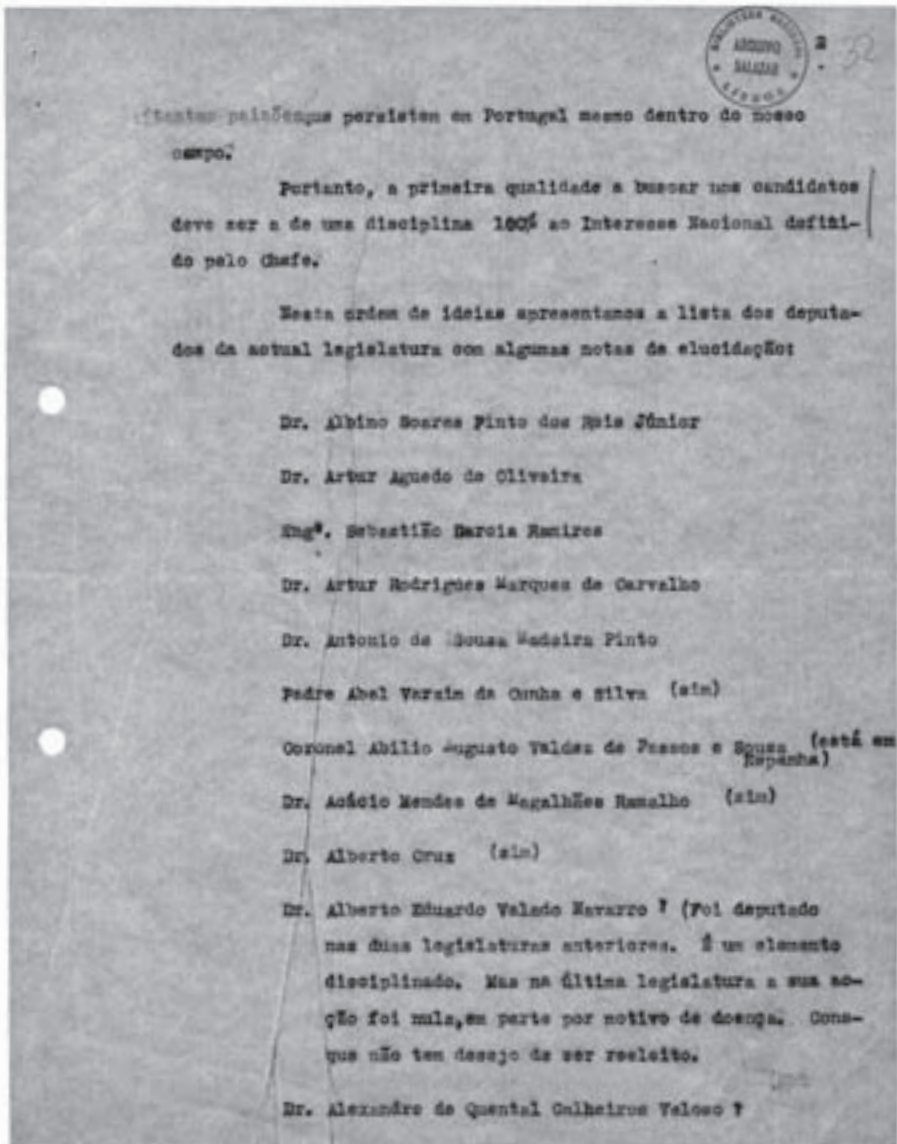 BIBLIOTECA NACIONAL
ARQUIVO
SALAZAR
LISBOA
2
32
persistem em Portugal mesmo dentro do nosso
campo.
Portanto, a primeira qualidade a buscar nos candidatos
deve ser a de uma disciplina 100% ao Interesse Nacional defini-
do pelo Chefe.
Nesta ordem de ideias apresentamos a lista dos deputa-
dos da actual legislatura com algumas notas de elucidação:
Dr. Albino Soares Pinto dos Reis Júnior
Dr. Artur Aguedo de Oliveira
Engº. Sebastião Garcia Ramires
Dr. Artur Rodrigues Marques de Carvalho
Dr. Antonio de Sousa Madeira Pinto
Padre Abel Varzim da Cunha e Silva (sim)
Coronel Abilio Augusto Valdez de Passos e Sousa (está em
Espanha)
Dr. Acácio Mendes de Magalhães Ramalho (sim)
Dr. Alberto Cruz (sim)
Dr. Alberto Eduardo Valado Navarro ? (Foi deputado
nas duas legislaturas anteriores. É um elemento
disciplinado. Mas na última legislatura a sua ac-
ção foi nula,em parte por motivo de doença. Cons-
que não tem desejo de ser reeleito.
Dr. Alexandre de Quental Calheiros Veloso ?